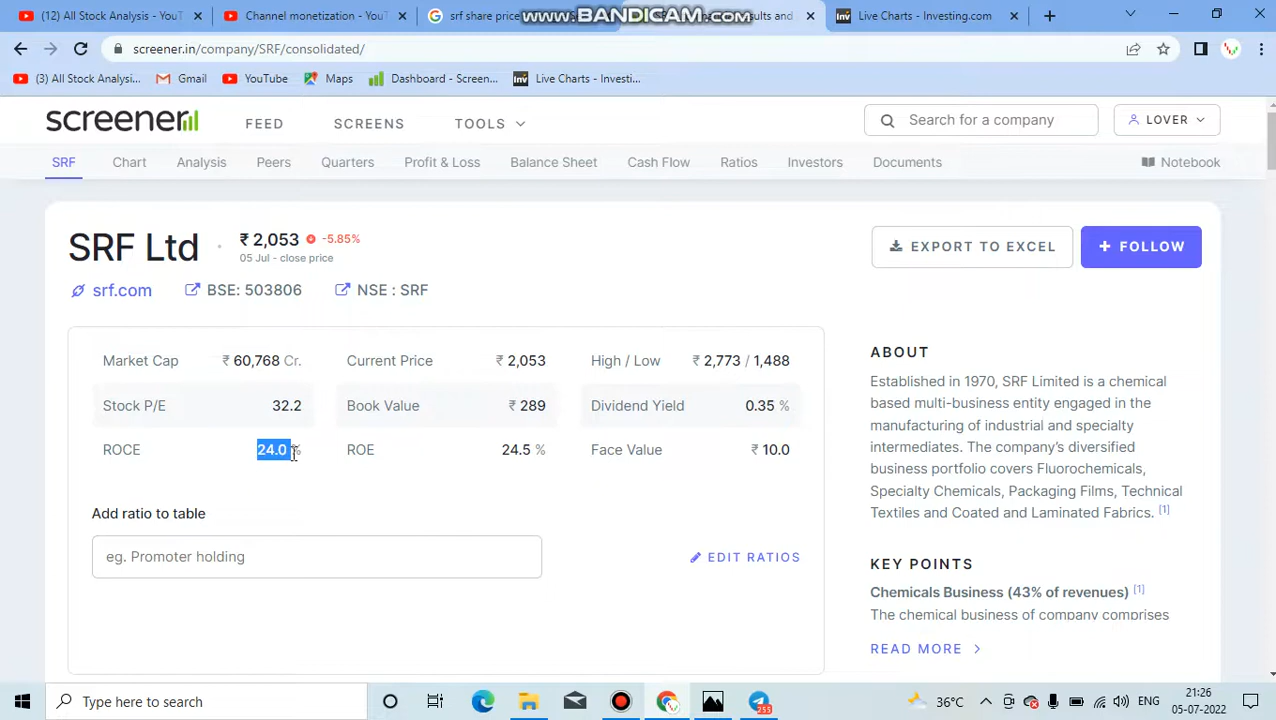 (3) All Stock Analysis - YouT
Channel monetization - YouT
srf share price
www.BANDICAM.com
sults and
Live Charts - Investing.com
screener.in/company/SRF/consolidated/
(3) All Stock Analysi...
Gmail
YouTube
Maps
Dashboard - Screen...
Live Charts - Investi...
screener
FEED
SCREENS
TOOLS
Search for a company
LOVER
SRF
Chart
Analysis
Peers
Quarters
Profit & Loss
Balance Sheet
Cash Flow
Ratios
Investors
Documents
Notebook
SRF Ltd
₹ 2,053 -5.85%
05 Jul - close price
EXPORT TO EXCEL
+ FOLLOW
srf.com
BSE: 503806
NSE : SRF
Market Cap ₹ 60,768 Cr.
Current Price ₹ 2,053
High / Low ₹ 2,773 / 1,488
Stock P/E 32.2
Book Value ₹ 289
Dividend Yield 0.35 %
ROCE 24.0 %
ROE 24.5 %
Face Value ₹ 10.0
Add ratio to table
eg. Promoter holding
EDIT RATIOS
ABOUT
Established in 1970, SRF Limited is a chemical
based multi-business entity engaged in the
manufacturing of industrial and specialty
intermediates. The company's diversified
business portfolio covers Fluorochemicals,
Specialty Chemicals, Packaging Films, Technical
Textiles and Coated and Laminated Fabrics. [1]
KEY POINTS
Chemicals Business (43% of revenues) [1]
The chemical business of company comprises
READ MORE
Type here to search
255
36°C
ENG
21:26
05-07-2022